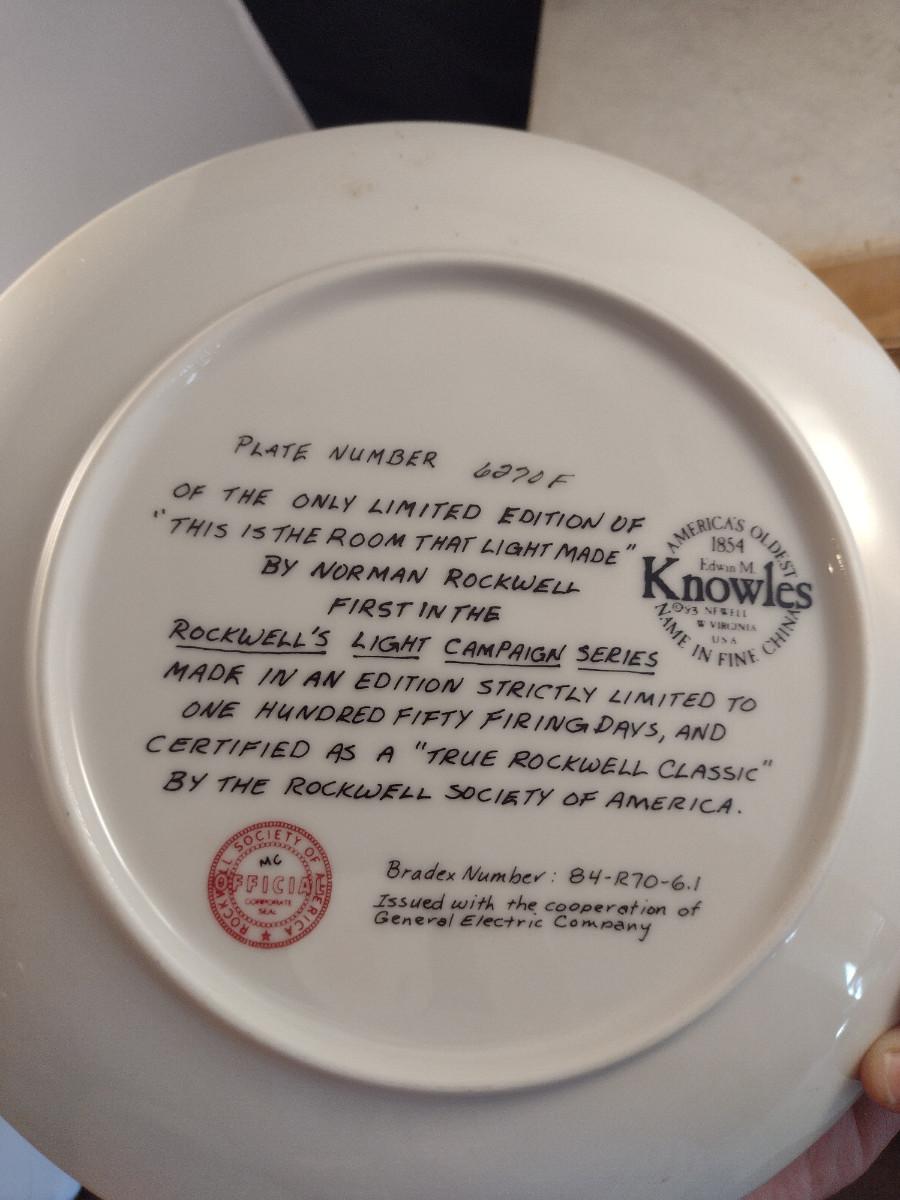 PLATE NUMBER 6270F
OF THE ONLY LIMITED EDITION OF
"THIS IS THE ROOM THAT LIGHT MADE"
BY NORMAN ROCKWELL
FIRST IN THE
ROCKWELL'S LIGHT CAMPAIGN SERIES
MADE IN AN EDITION STRICTLY LIMITED TO
ONE HUNDRED FIFTY FIRING DAYS, AND
CERTIFIED AS A "TRUE ROCKWELL CLASSIC"
BY THE ROCKWELL SOCIETY OF AMERICA.
AMERICA'S OLDEST
1854
Edwin M.
Knowles
©93 NEWELL
W VIRGINIA
USA
NAME IN FINE CHINA
ROCKWELL SOCIETY OF AMERICA
MC
OFFICIAL
CORPORATE
SEAL
Bradex Number: 84-R70-6.1
Issued with the cooperation of
General Electric Company